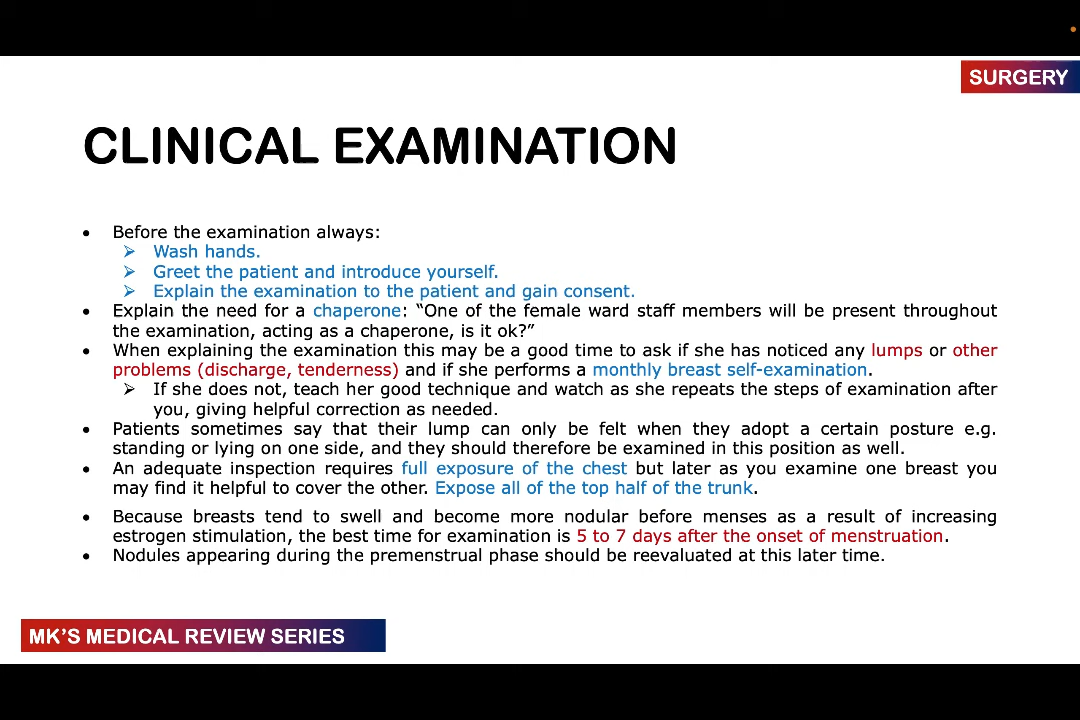 SURGERY
CLINICAL EXAMINATION
• Before the examination always:
➢ Wash hands.
➢ Greet the patient and introduce yourself.
➢ Explain the examination to the patient and gain consent.
• Explain the need for a chaperone: “One of the female ward staff members will be present throughout
the examination, acting as a chaperone, is it ok?”
• When explaining the examination this may be a good time to ask if she has noticed any lumps or other
problems (discharge, tenderness) and if she performs a monthly breast self-examination.
➢ If she does not, teach her good technique and watch as she repeats the steps of examination after
you, giving helpful correction as needed.
• Patients sometimes say that their lump can only be felt when they adopt a certain posture e.g.
standing or lying on one side, and they should therefore be examined in this position as well.
• An adequate inspection requires full exposure of the chest but later as you examine one breast you
may find it helpful to cover the other. Expose all of the top half of the trunk.
• Because breasts tend to swell and become more nodular before menses as a result of increasing
estrogen stimulation, the best time for examination is 5 to 7 days after the onset of menstruation.
• Nodules appearing during the premenstrual phase should be reevaluated at this later time.
MK’S MEDICAL REVIEW SERIES